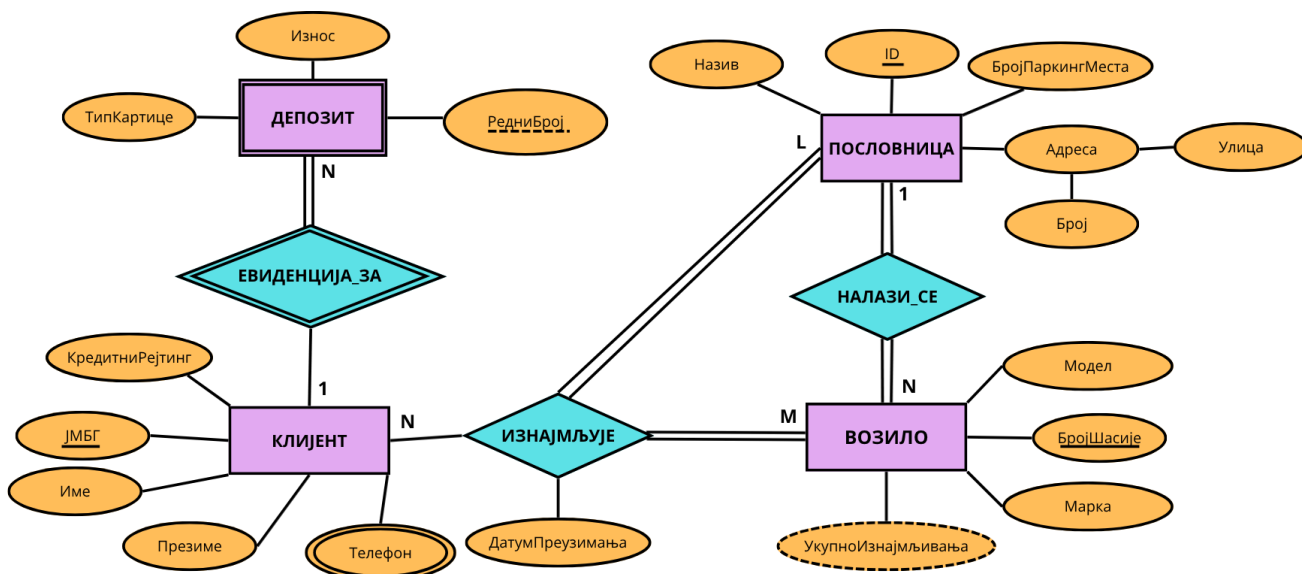 Износ
Назив
ID
БројПаркингМеста
ТипКартице
ДЕПОЗИТ
РедниБрој
L
ПОСЛОВНИЦА
Адреса
Улица
N
1
Број
ЕВИДЕНЦИЈА_ЗА
НАЛАЗИ_СЕ
КредитниРејтинг
1
N
Модел
ЈМБГ
КЛИЈЕНТ
N
ИЗНАЈМЉУЈЕ
M
ВОЗИЛО
БројШасије
Име
Презиме
Телефон
ДатумПреузимања
УкупноИзнајмљивања
Марка